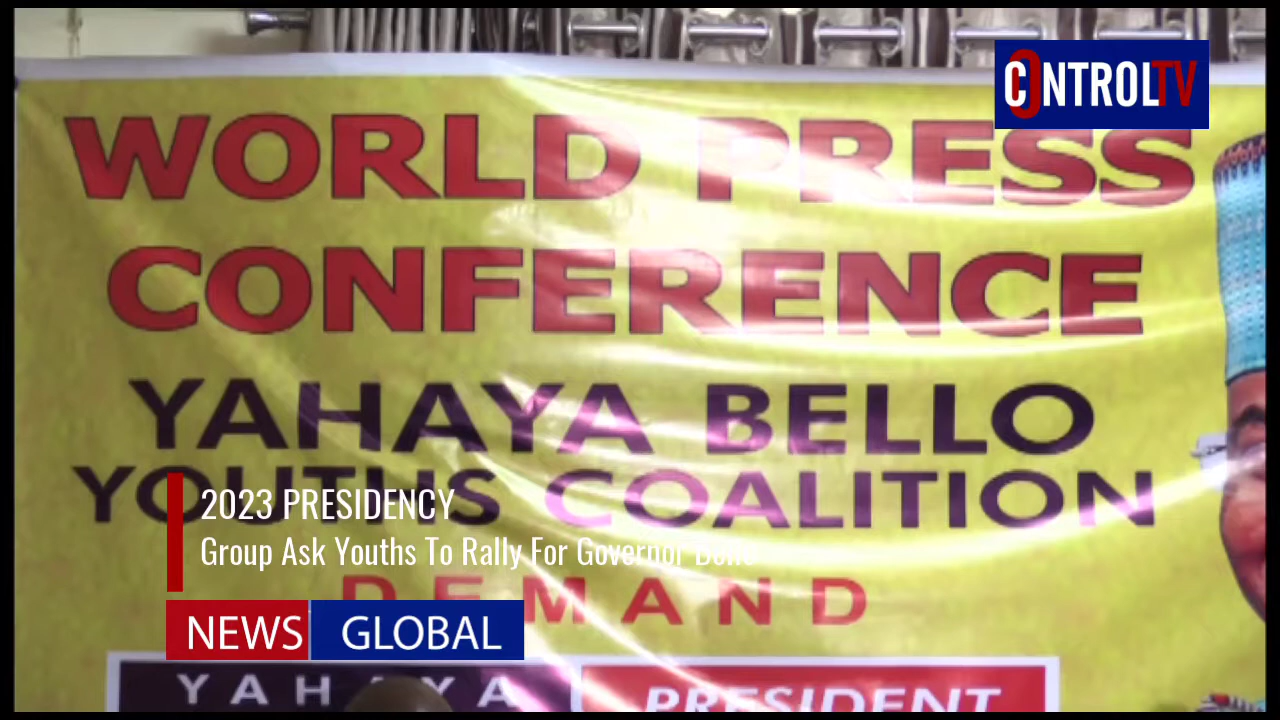 CONTROLTV
WORLD PRESS
CONFERENCE
YAHAYA BELLO
YOUTHS COALITION
2023 PRESIDENCY
Group Ask Youths To Rally For Governor Bello
DEMAND
NEWS GLOBAL
YAHAYA
PRESIDENT